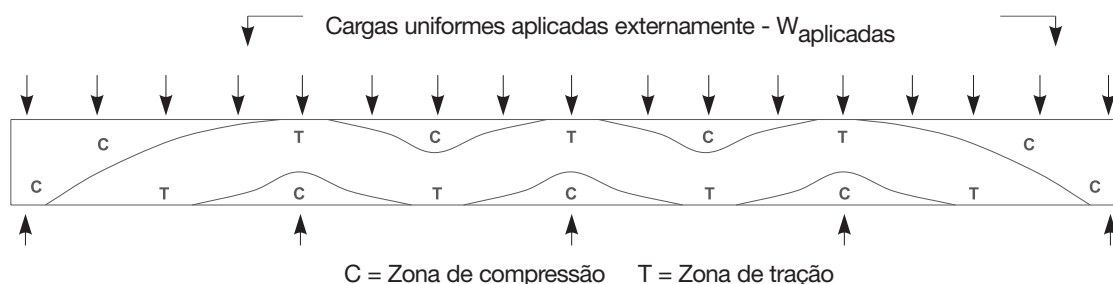 Cargas uniformes aplicadas externamente - Waplicadas
C T C T C T C
C T C T C T C T C
C = Zona de compressão T = Zona de tração